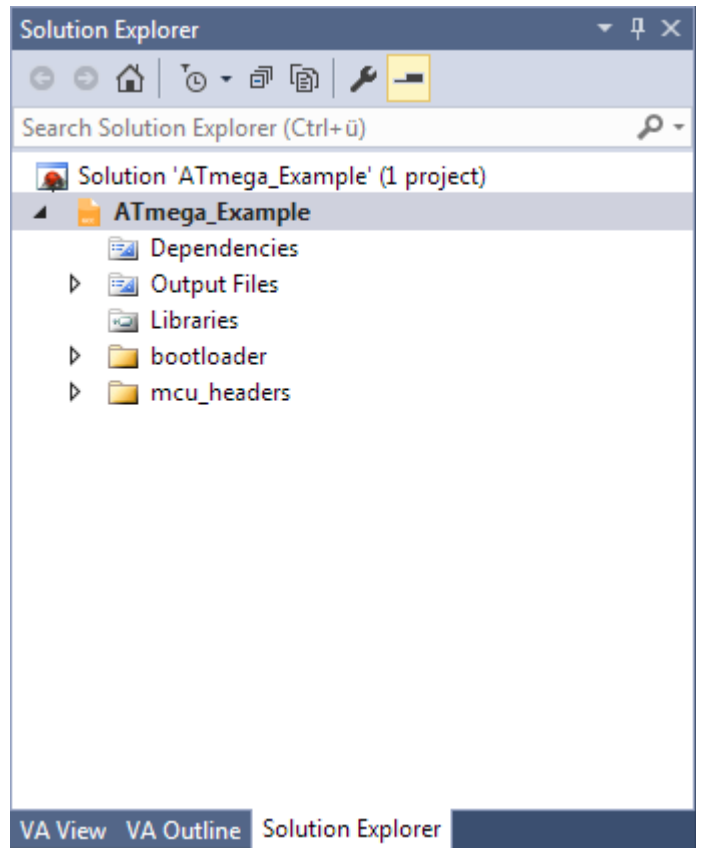 Solution Explorer
Search Solution Explorer (Ctrl+ü)
Solution 'ATmega_Example' (1 project)
ATmega_Example
Dependencies
Output Files
Libraries
bootloader
mcu_headers
VA View VA Outline Solution Explorer